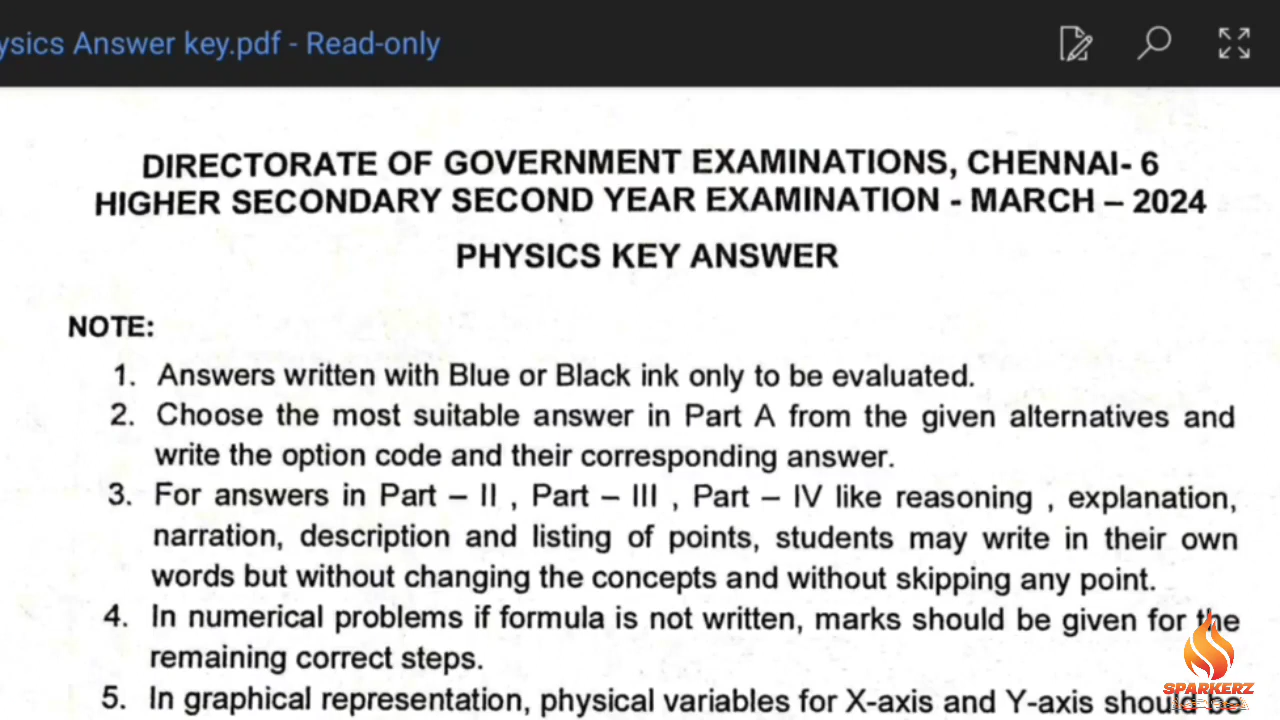 ysics Answer key.pdf - Read-only
DIRECTORATE OF GOVERNMENT EXAMINATIONS, CHENNAI- 6
HIGHER SECONDARY SECOND YEAR EXAMINATION - MARCH – 2024
PHYSICS KEY ANSWER
NOTE:
1. Answers written with Blue or Black ink only to be evaluated.
2. Choose the most suitable answer in Part A from the given alternatives and
write the option code and their corresponding answer.
3. For answers in Part – II , Part – III , Part – IV like reasoning , explanation,
narration, description and listing of points, students may write in their own
words but without changing the concepts and without skipping any point.
4. In numerical problems if formula is not written, marks should be given for the
remaining correct steps.
5. In graphical representation, physical variables for X-axis and Y-axis should be
SPARKERZ